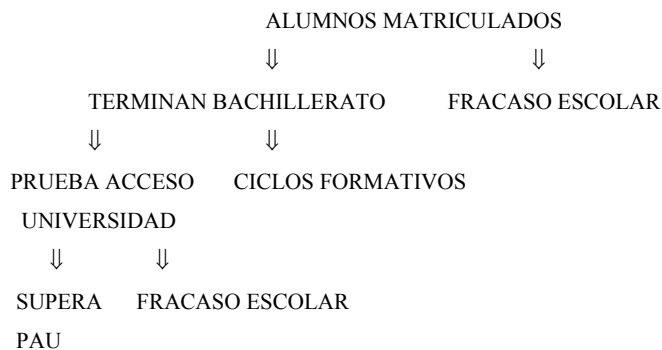 ALUMNOS MATRICULADOS
⇓ ⇓
TERMINAN BACHILLERATO FRACASO ESCOLAR
⇓ ⇓
PRUEBA ACCESO CICLOS FORMATIVOS
UNIVERSIDAD
⇓ ⇓
SUPERA FRACASO ESCOLAR
PAU